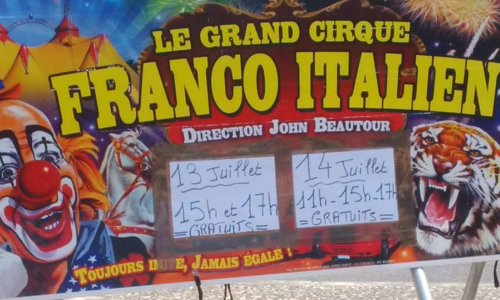 LE GRAND CIRQUE
FRANCO ITALIEN
DIRECTION JOHN BEAUTOUR
13 Juillet
15h et 17h
=GRATUITS=
14 Juillet
11h-15h-17h
=GRATUITS=
TOUJOURS IMITÉ, JAMAIS ÉGALE !